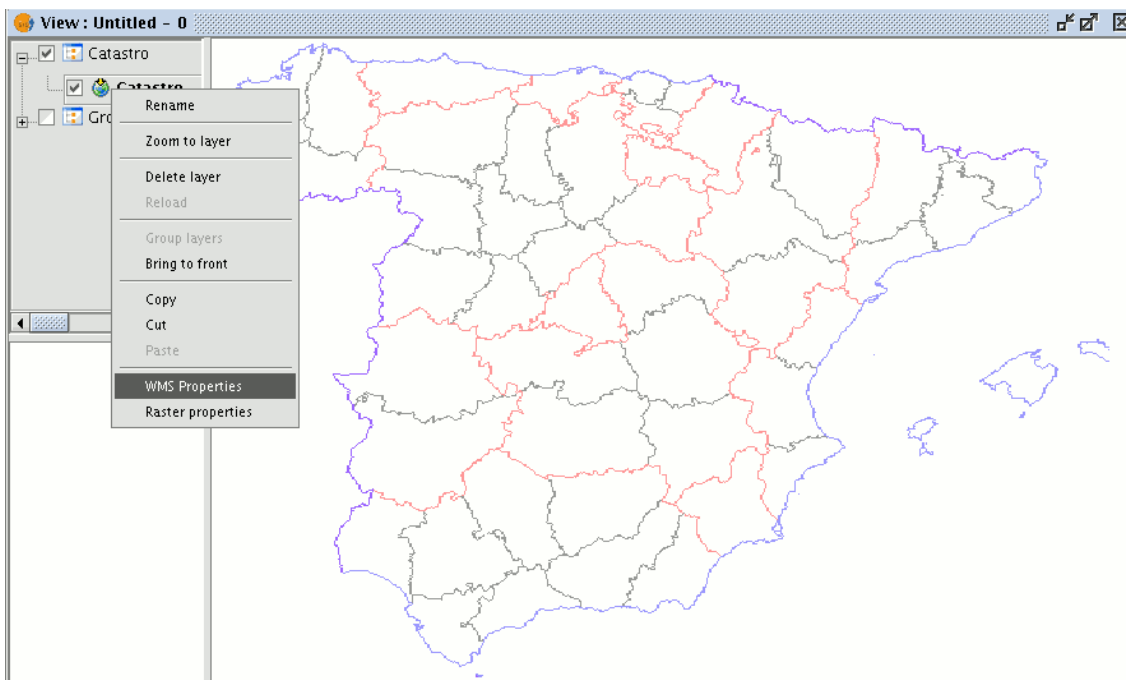 View : Untitled - 0
Catastro
Catastro
Gro
Rename
Zoom to layer
Delete layer
Reload
Group layers
Bring to front
Copy
Cut
Paste
WMS Properties
Raster properties